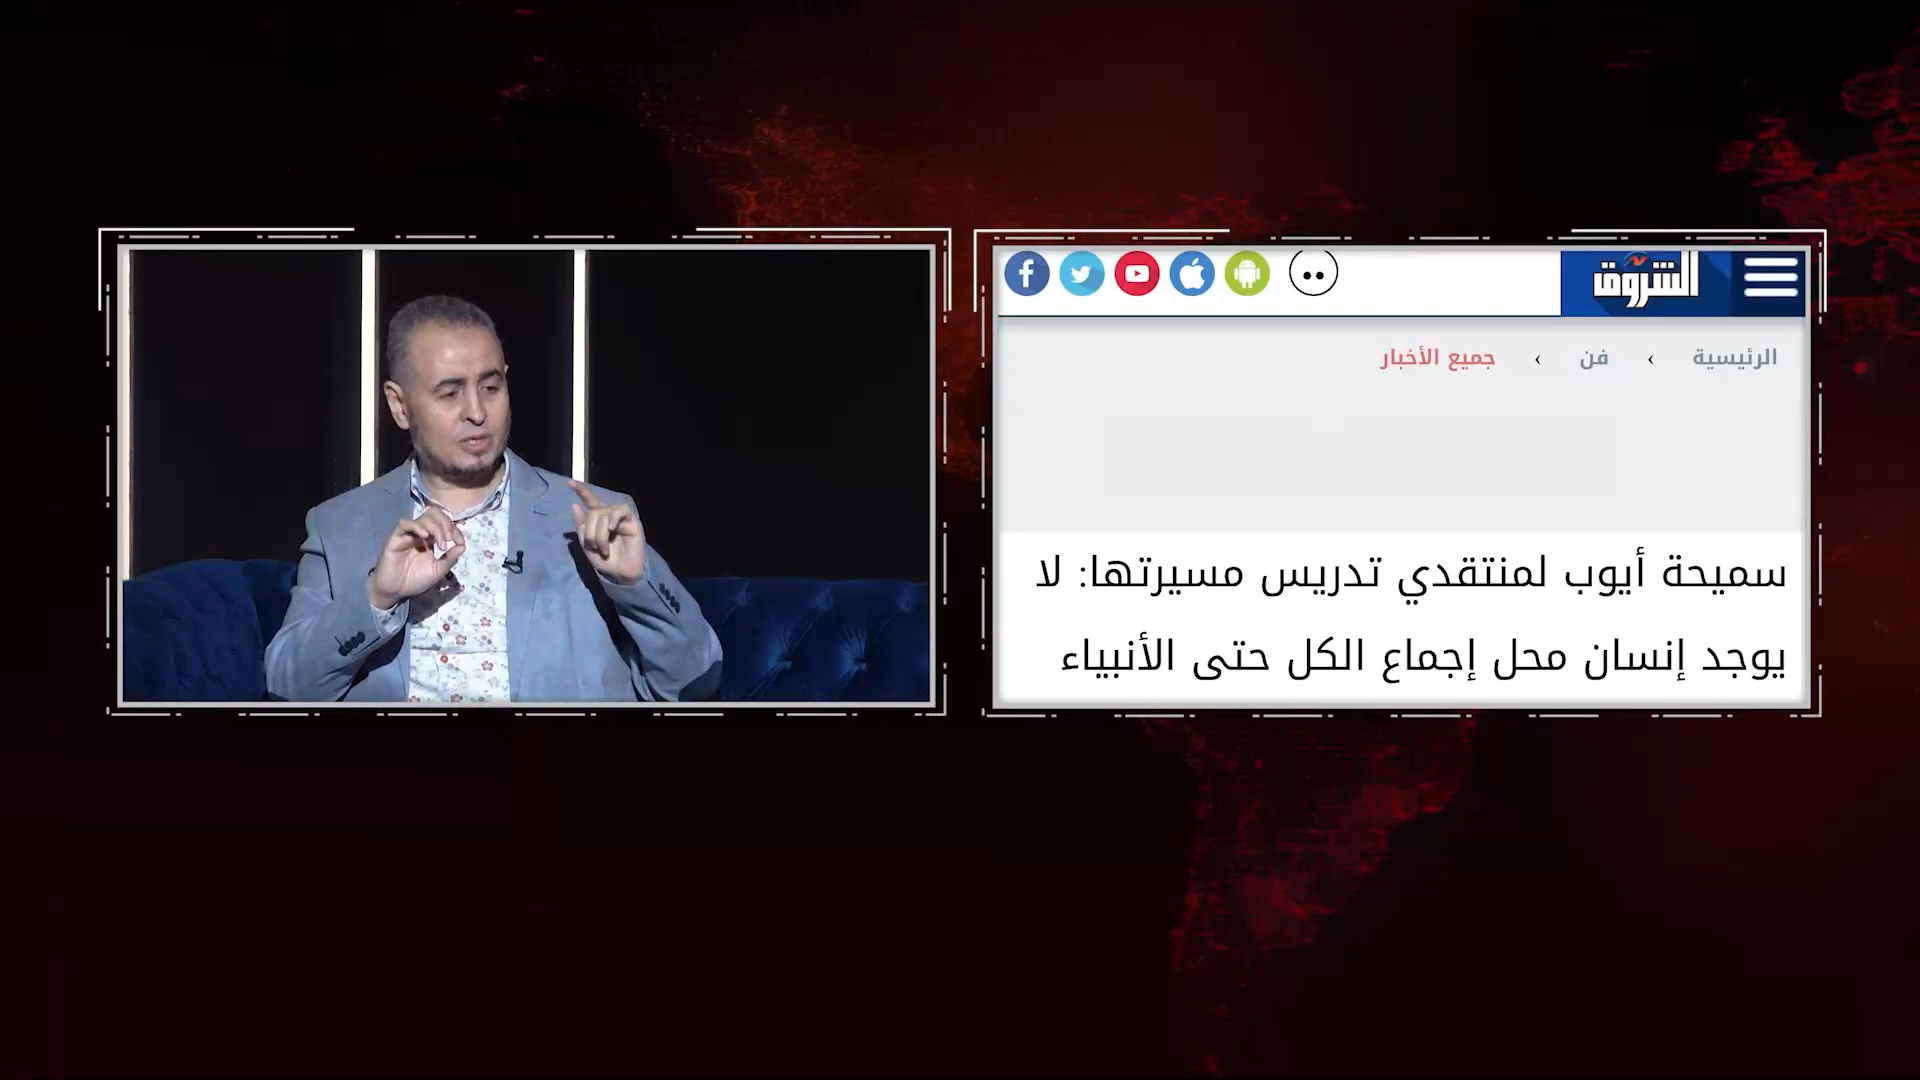 الشروق
الرئيسية › فن › جميع الأخبار
سميحة أيوب لمنتقدي تدريس مسيرتها: لا
يوجد إنسان محل إجماع الكل حتى الأنبياء